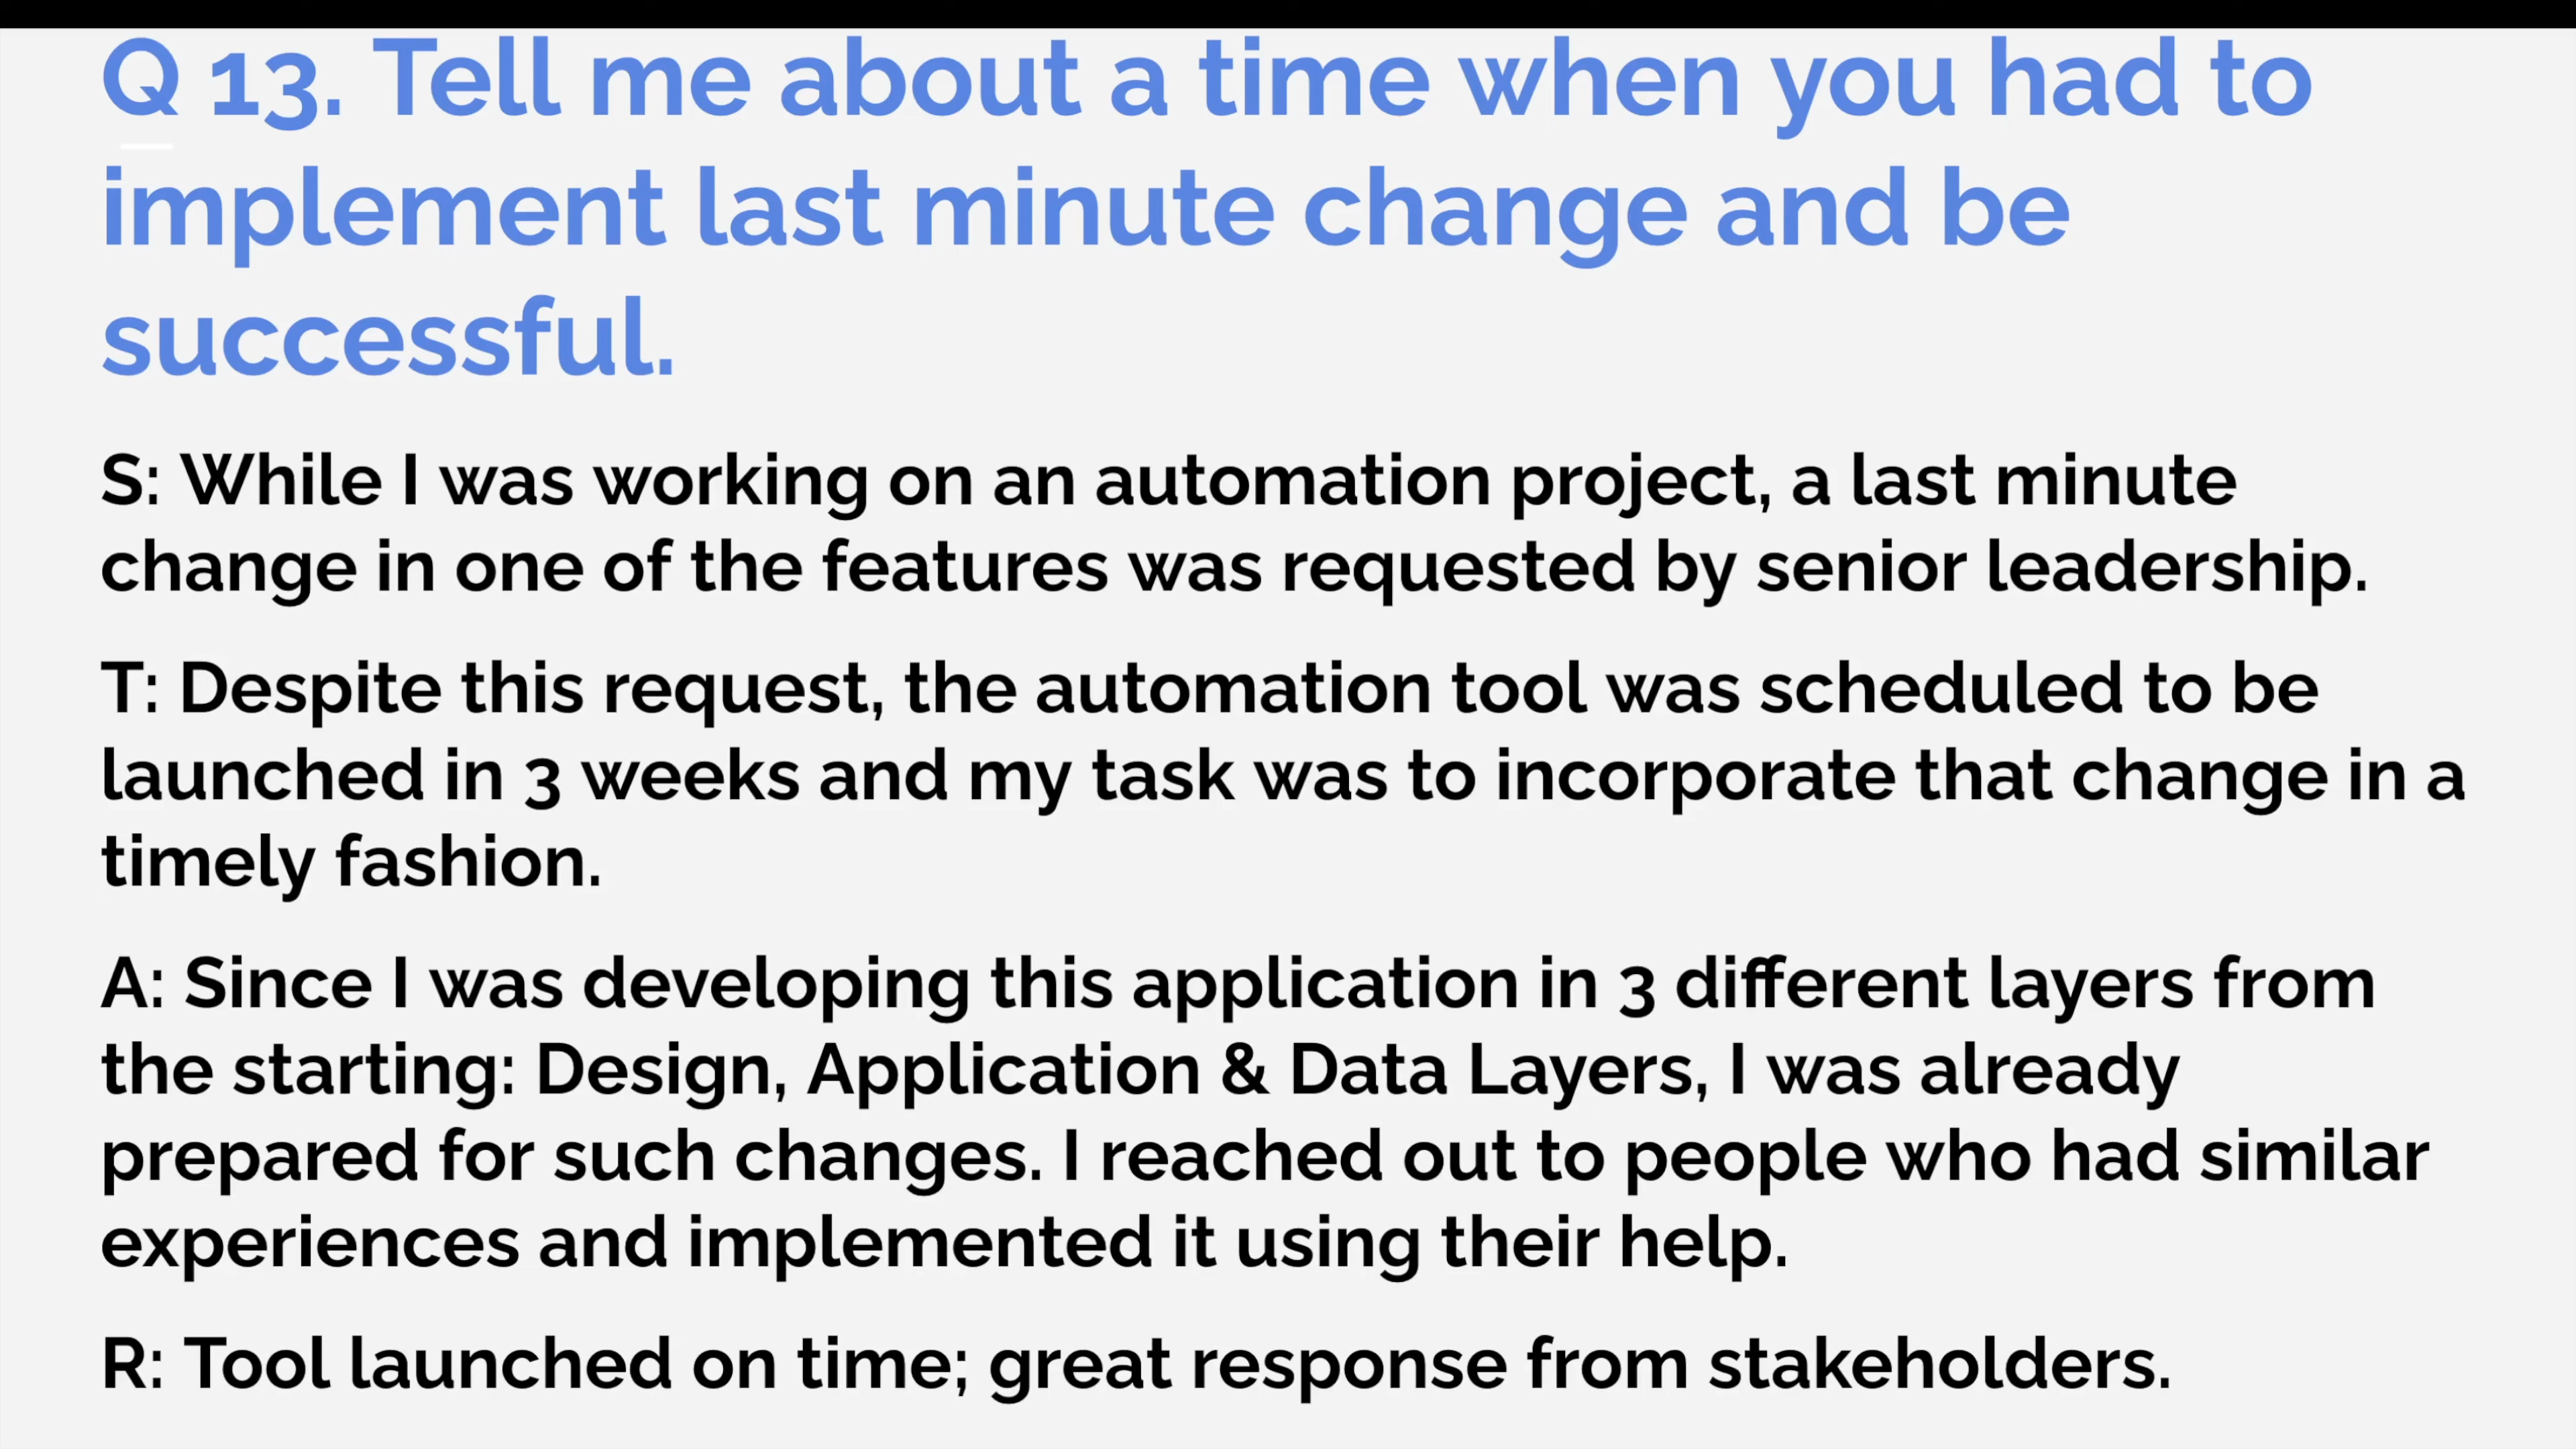 Q 13. Tell me about a time when you had to
implement last minute change and be
successful.
S: While I was working on an automation project, a last minute
change in one of the features was requested by senior leadership.
T: Despite this request, the automation tool was scheduled to be
launched in 3 weeks and my task was to incorporate that change in a
timely fashion.
A: Since I was developing this application in 3 different layers from
the starting: Design, Application & Data Layers, I was already
prepared for such changes. I reached out to people who had similar
experiences and implemented it using their help.
R: Tool launched on time; great response from stakeholders.